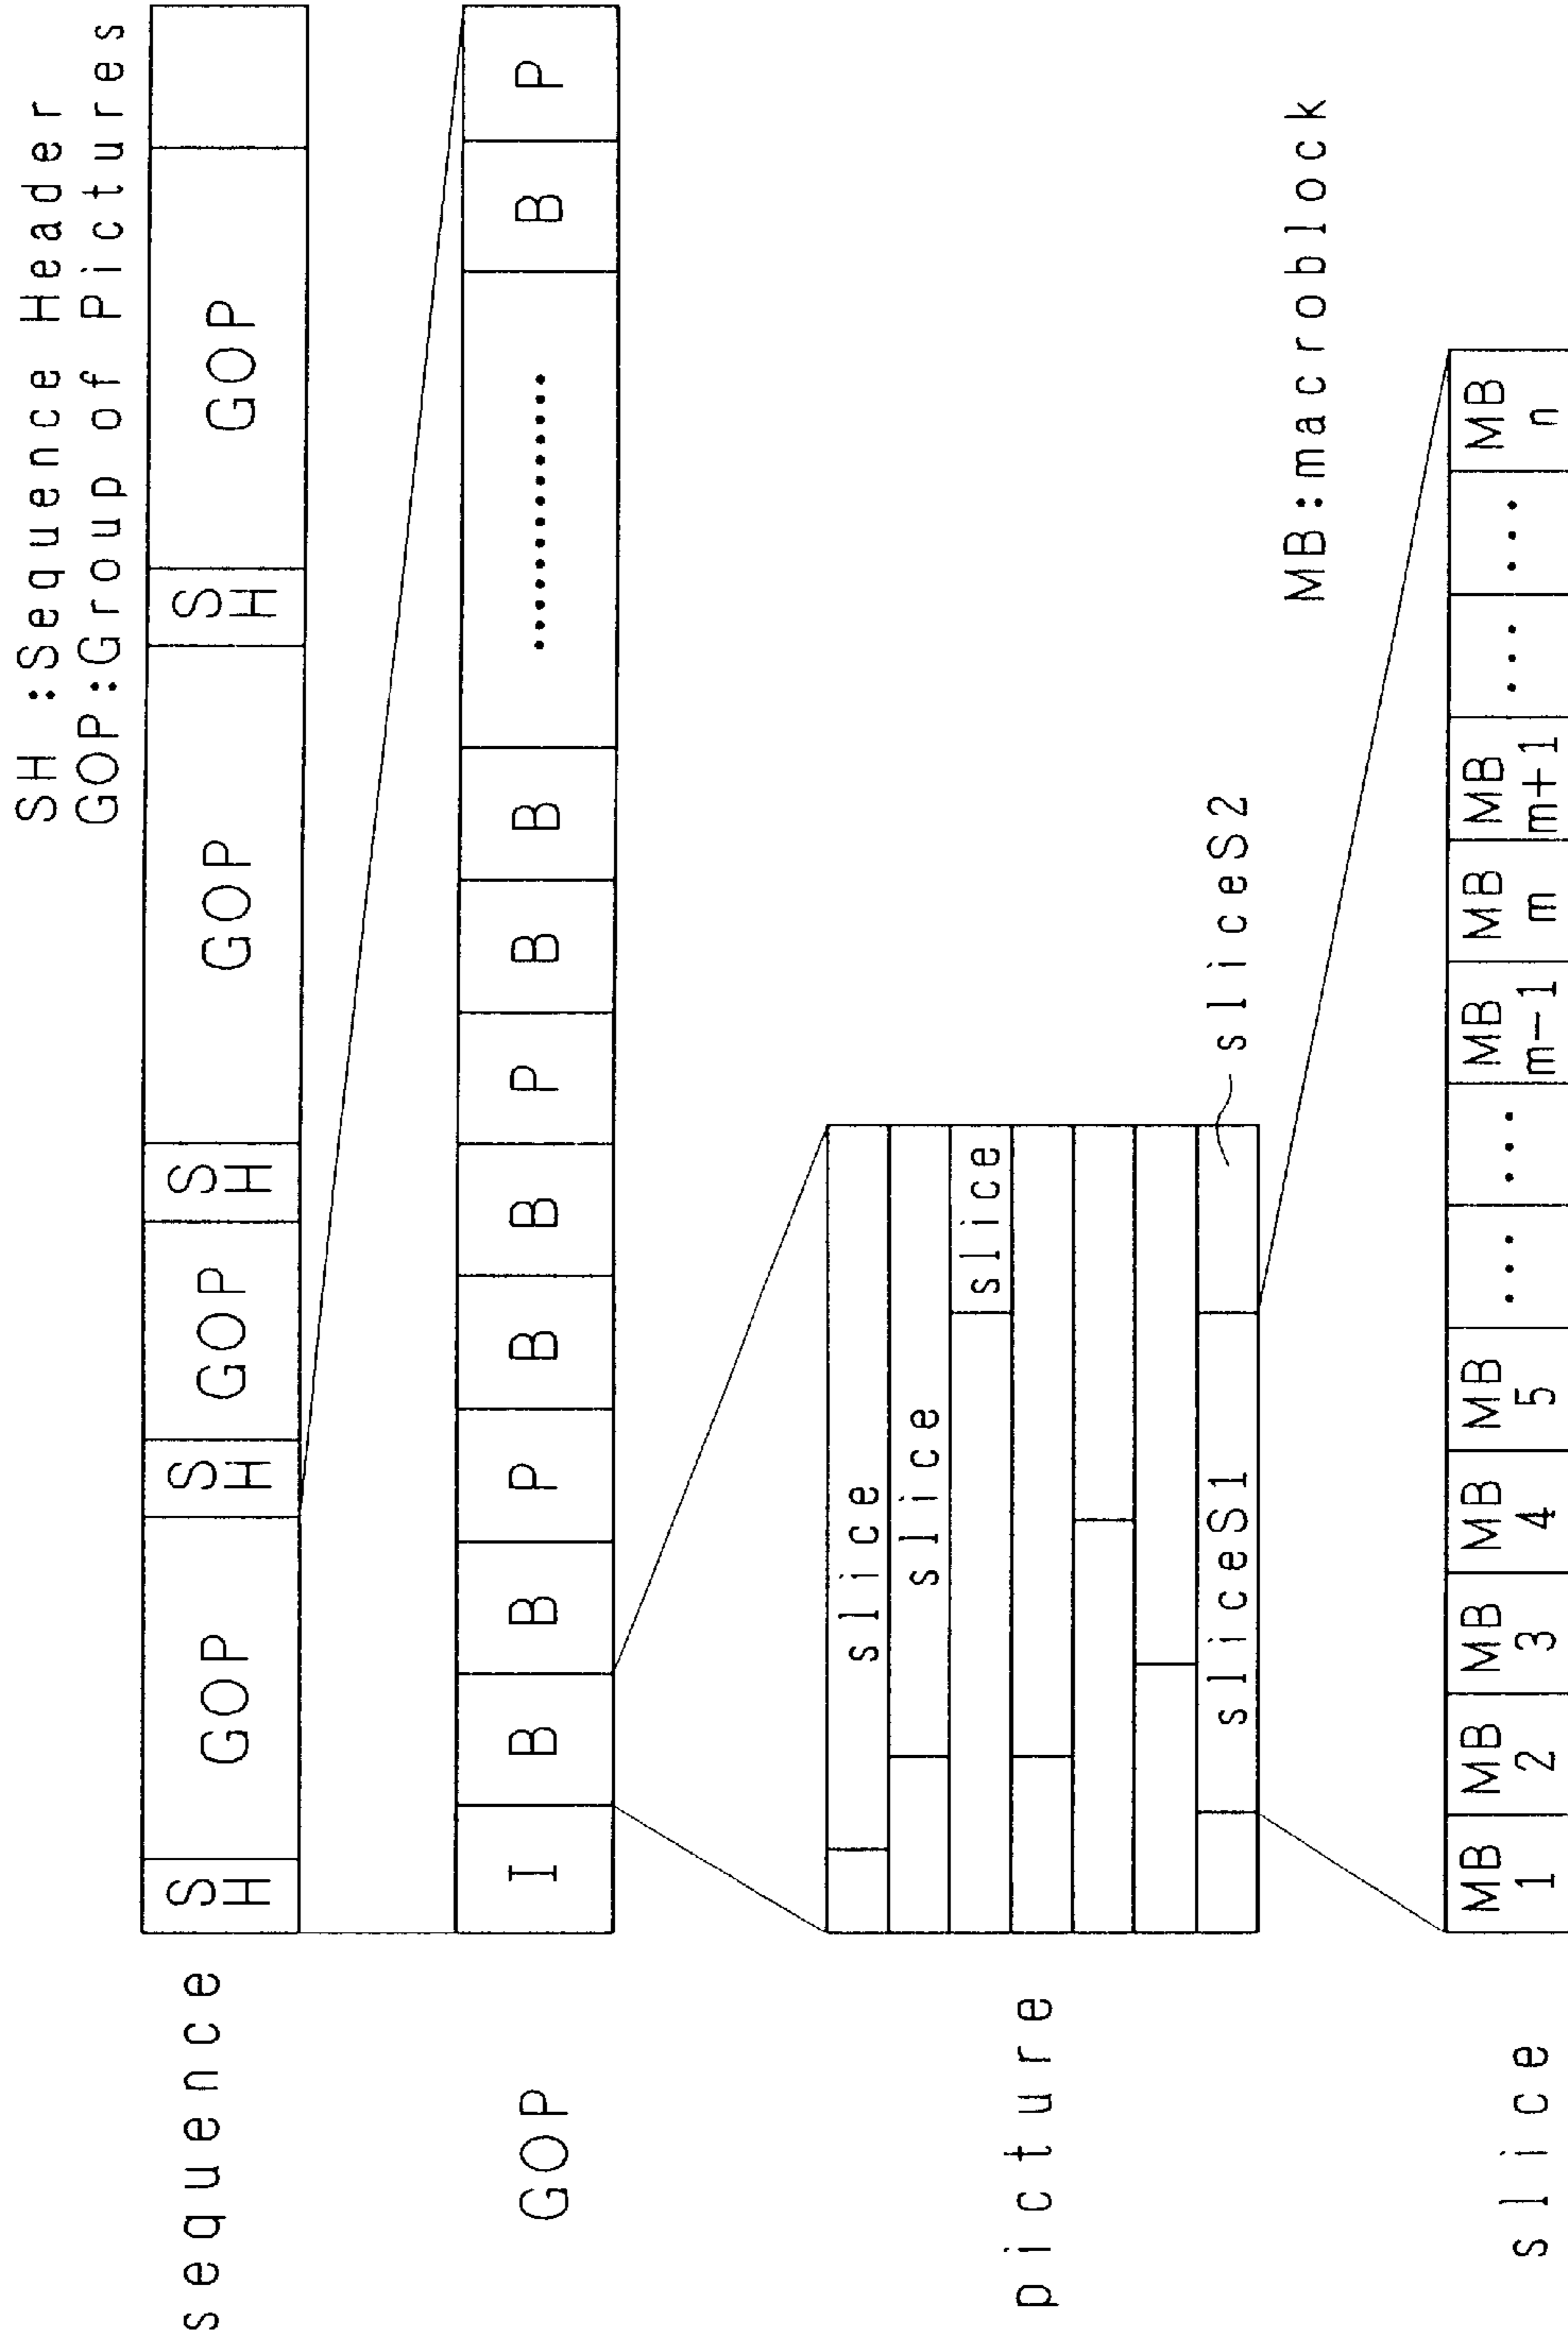 SH :Sequence Header
GOP:Group of Pictures
sequence
SH GOP SH GOP SH GOP SH GOP
GOP
I B B P B B P B B ............. B P
picture
slice
slice
slice
sliceS1
sliceS2
MB:macroblock
slice
MB 1 MB 2 MB 3 MB 4 MB 5 ... ... MB m-1 MB m MB m+1 ... ... MB n